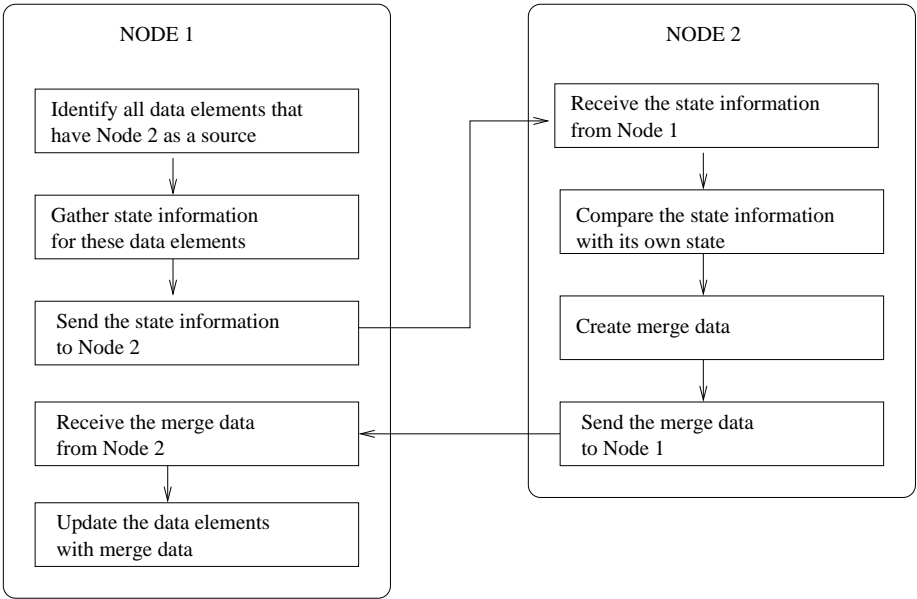 NODE 1
Identify all data elements that
have Node 2 as a source
Gather state information
for these data elements
Send the state information
to Node 2
Receive the merge data
from Node 2
Update the data elements
with merge data
NODE 2
Receive the state information
from Node 1
Compare the state information
with its own state
Create merge data
Send the merge data
to Node 1